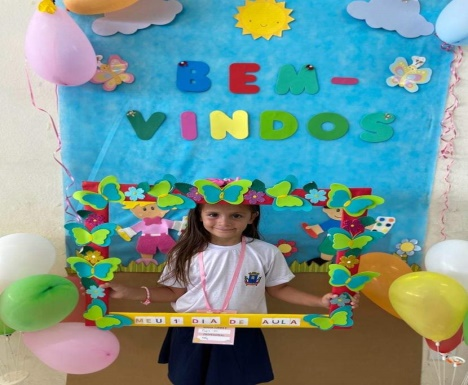 BEM-
VINDOS
MEU 1º DIA DE AULA